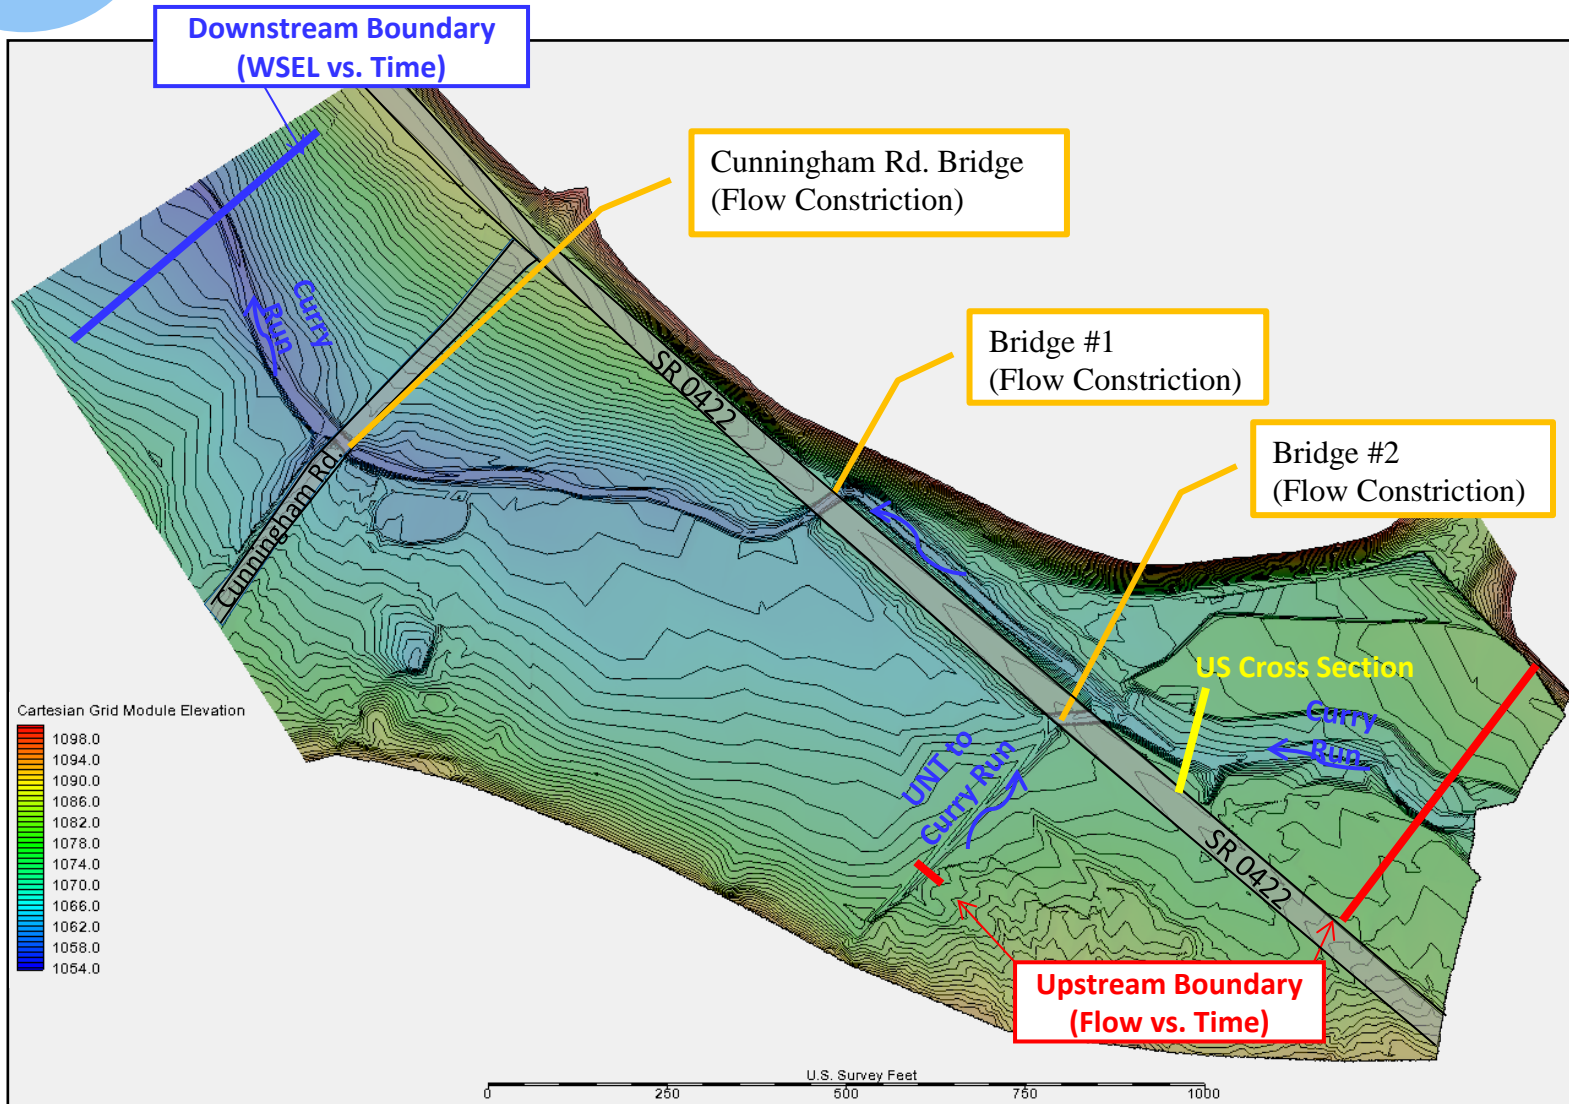 Downstream Boundary
(WSEL vs. Time)
Cunningham Rd. Bridge
(Flow Constriction)
Bridge #1
(Flow Constriction)
Bridge #2
(Flow Constriction)
Curry
Run
SR 0422
Cunningham Rd.
US Cross Section
Curry
Run
UNT to
Curry Run
SR 0422
Upstream Boundary
(Flow vs. Time)
Cartesian Grid Module Elevation
1098.0
1094.0
1090.0
1086.0
1082.0
1078.0
1074.0
1070.0
1066.0
1062.0
1058.0
1054.0
U.S. Survey Feet
0 250 500 750 1000